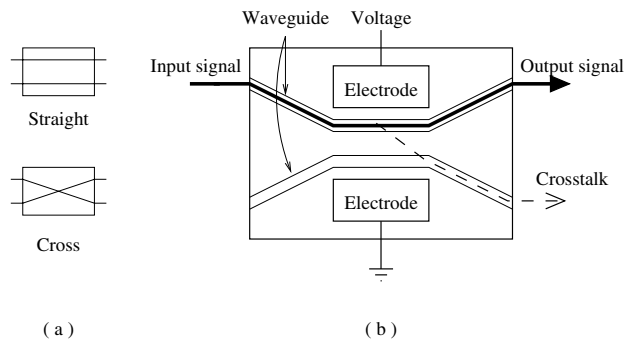 Waveguide
Voltage
Input signal
Output signal
Electrode
Straight
Crosstalk
Electrode
Cross
( a )
( b )